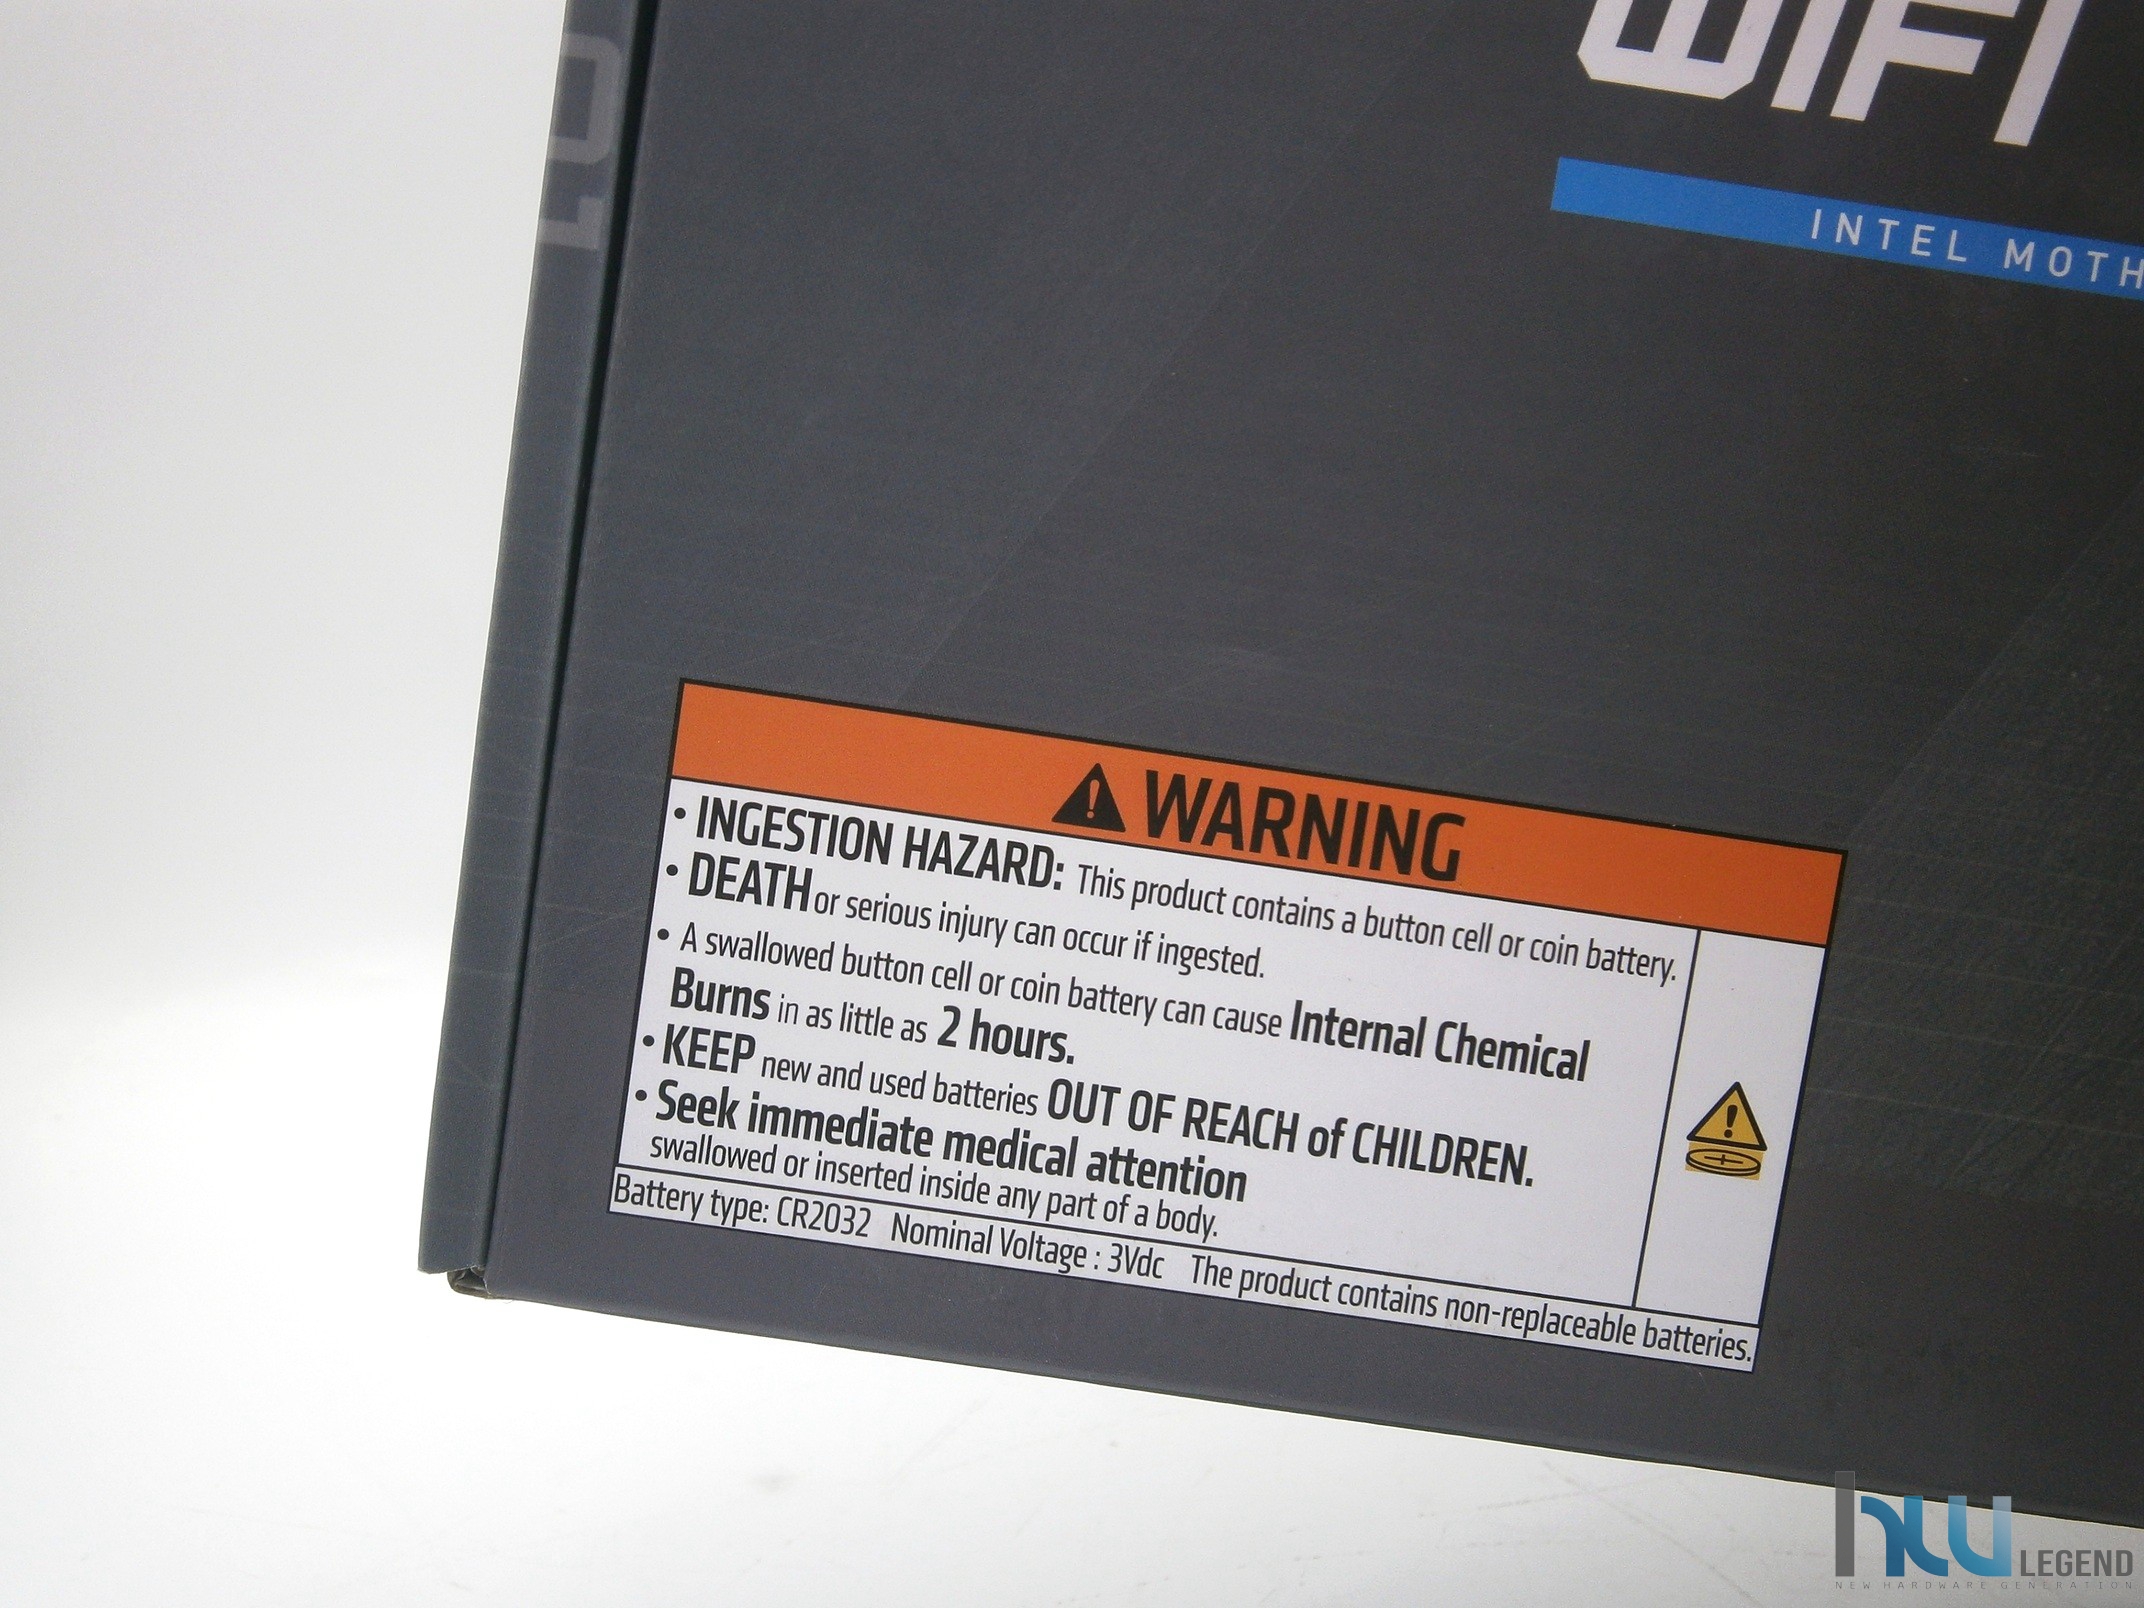 WIFI
INTEL MOTH
WARNING
• INGESTION HAZARD: This product contains a button cell or coin battery.
• DEATH or serious injury can occur if ingested.
• A swallowed button cell or coin battery can cause Internal Chemical
Burns in as little as 2 hours.
• KEEP new and used batteries OUT OF REACH of CHILDREN.
• Seek immediate medical attention
swallowed or inserted inside any part of a body.
Battery type: CR2032 Nominal Voltage : 3Vdc The product contains non-replaceable batteries.
LEGEND
NEW HARDWARE GENERATION